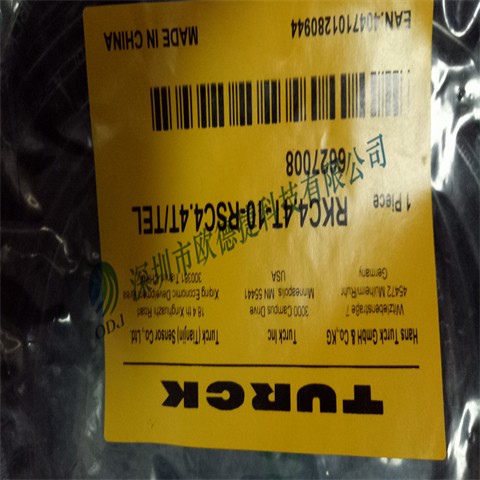 TURCK
Hans Turck GmbH & Co.,KG
Witzlebenstraße 7
45472 Mülheim/Ruhr
Germany
Turck Inc
3000 Campus Drive
Minneapolis MN 55441
USA
Turck (Tianjin) Sensor Co.,Ltd.
18,4 Xinghuazhi Road
Xiqing Economic Development
300381
1 Piece
RKC4.4T-10-RSC4.4T/TEL
6627008
EAN.:4047101280944
MADE IN CHINA
深圳市欧德捷科技有限公司
ODJ